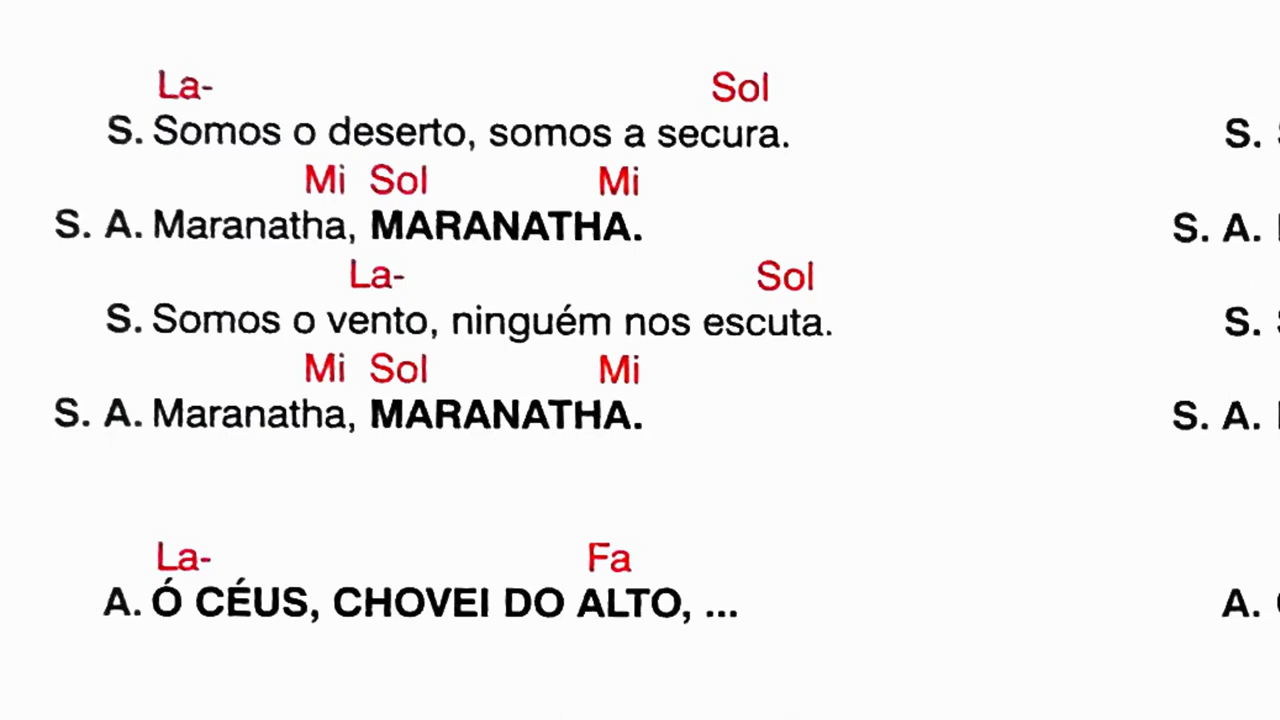 La- Sol
S. Somos o deserto, somos a secura. S.
Mi Sol Mi
S. A. Maranatha, MARANATHA. S. A.
La- Sol
S. Somos o vento, ninguém nos escuta. S.
Mi Sol Mi
S. A. Maranatha, MARANATHA. S. A.
La- Fa
A. Ó CÉUS, CHOVEI DO ALTO, ... A.